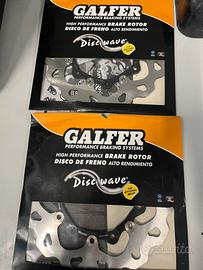 GALFER
PERFORMANCE BRAKING SYSTEMS
HIGH PERFORMANCE BRAKE ROTOR
DISCO DE FRENO ALTO RENDIMIENTO
Disc wave
GALFER
PERFORMANCE BRAKING SYSTEMS
HIGH PERFORMANCE BRAKE ROTOR
DISCO DE FRENO ALTO RENDIMIENTO
Disc wave
subito